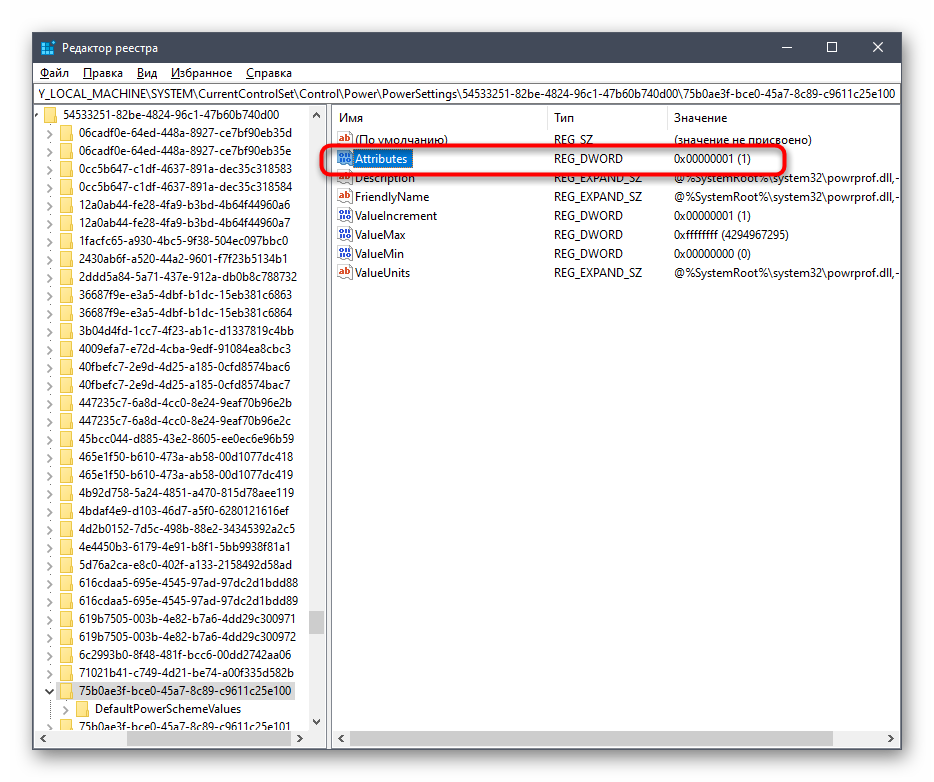 Редактор реестра
Файл Правка Вид Избранное Справка
Y_LOCAL_MACHINE\SYSTEM\CurrentControlSet\Control\Power\PowerSettings\54533251-82be-4824-96c1-47b60b740d00\75b0ae3f-bce0-45a7-8c89-c9611c25e100
54533251-82be-4824-96c1-47b60b740d00
06cadf0e-64ed-448a-8927-ce7bf90eb35d
06cadf0e-64ed-448a-8927-ce7bf90eb35e
0cc5b647-c1df-4637-891a-dec35c318583
0cc5b647-c1df-4637-891a-dec35c318584
12a0ab44-fe28-4fa9-b3bd-4b64f44960a6
12a0ab44-fe28-4fa9-b3bd-4b64f44960a7
1facfc65-a930-4bc5-9f38-504ec097bbc0
2430ab6f-a520-44a2-9601-f7f23b5134b1
2ddd5a84-5a71-437e-912a-db0b8c788732
36687f9e-e3a5-4dbf-b1dc-15eb381c6863
36687f9e-e3a5-4dbf-b1dc-15eb381c6864
3b04d4fd-1cc7-4f23-ab1c-d1337819c4bb
4009efa7-e72d-4cba-9edf-91084ea8cbc3
40fbefc7-2e9d-4d25-a185-0cfd8574bac6
40fbefc7-2e9d-4d25-a185-0cfd8574bac7
447235c7-6a8d-4cc0-8e24-9eaf70b96e2b
447235c7-6a8d-4cc0-8e24-9eaf70b96e2c
45bcc044-d885-43e2-8605-ee0ec6e96b59
465e1f50-b610-473a-ab58-00d1077dc418
465e1f50-b610-473a-ab58-00d1077dc419
4b92d758-5a24-4851-a470-815d78aee119
4bdaf4e9-d103-46d7-a5f0-6280121616ef
4d2b0152-7d5c-498b-88e2-34345392a2c5
4e4450b3-6179-4e91-b8f1-5bb9938f81a1
5d76a2ca-e8c0-402f-a133-2158492d58ad
616cdaa5-695e-4545-97ad-97dc2d1bdd88
616cdaa5-695e-4545-97ad-97dc2d1bdd89
619b7505-003b-4e82-b7a6-4dd29c300971
619b7505-003b-4e82-b7a6-4dd29c300972
6c2993b0-8f48-481f-bcc6-00dd2742aa06
71021b41-c749-4d21-be74-a00f335d582b
75b0ae3f-bce0-45a7-8c89-c9611c25e100
DefaultPowerSchemeValues
75b0ae3f-bce0-45a7-8c89-c9611c25e101
Имя Тип Значение
(По умолчанию) REG_SZ (значение не присвоено)
Attributes REG_DWORD 0x00000001 (1)
Description REG_EXPAND_SZ @%SystemRoot%\system32\powrprof.dll,-
FriendlyName REG_EXPAND_SZ @%SystemRoot%\system32\powrprof.dll,-
ValueIncrement REG_DWORD 0x00000001 (1)
ValueMax REG_DWORD 0xffffffff (4294967295)
ValueMin REG_DWORD 0x00000000 (0)
ValueUnits REG_EXPAND_SZ @%SystemRoot%\system32\powrprof.dll,-